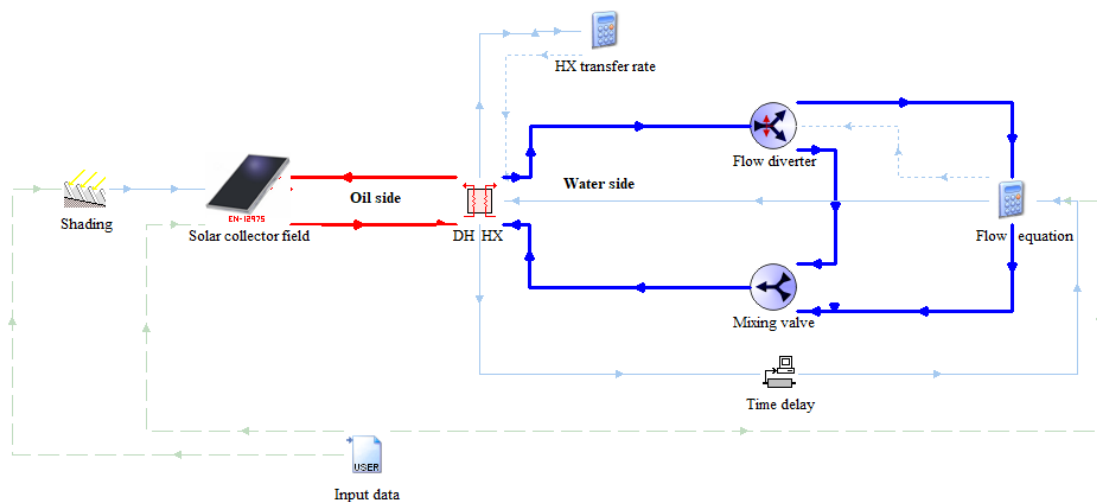 HX transfer rate
Flow diverter
Water side
Oil side
Shading
EN-12975
Solar collector field
DH HX
Flow equation
Mixing valve
Time delay
USER
Input data